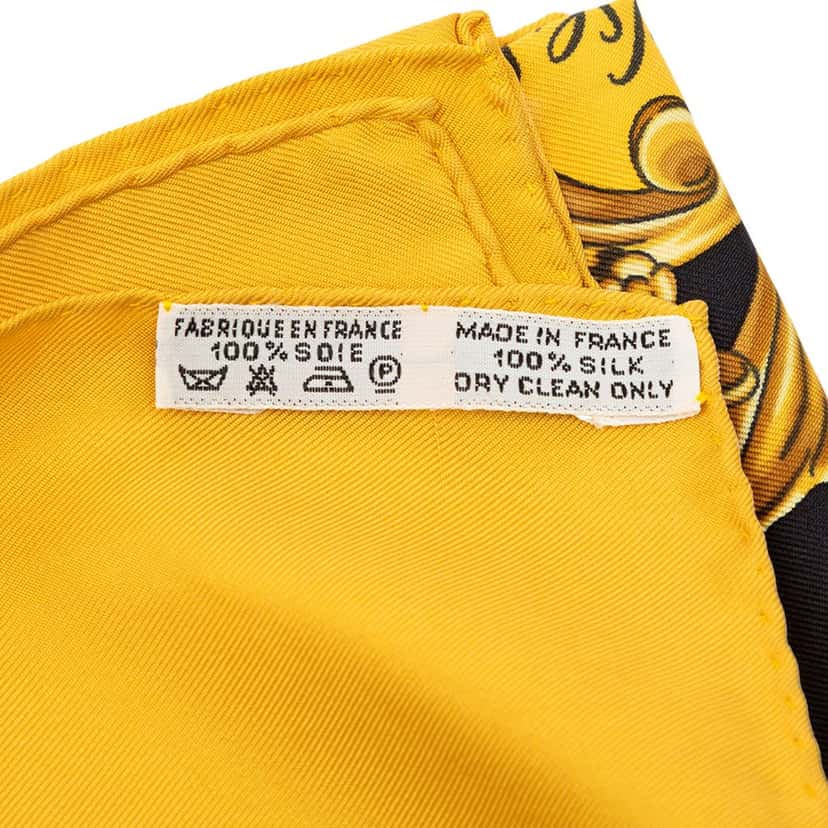 FABRIQUE EN FRANCE
100% SOIE
P
MADE IN FRANCE
100% SILK
DRY CLEAN ONLY